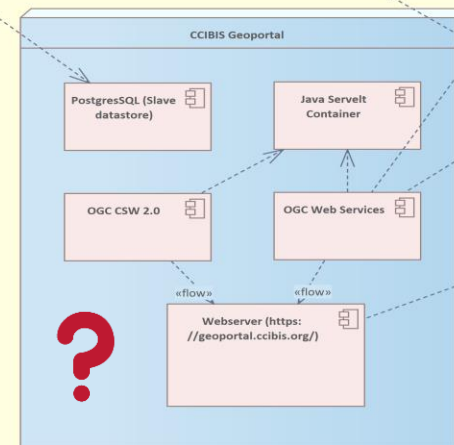 CCIBIS Geoportal
PostgresSQL (Slave
datastore)
Java Servelt
Container
OGC CSW 2.0
OGC Web Services
«flow»
«flow»
Webserver (https:
//geoportal.ccibis.org/)
?